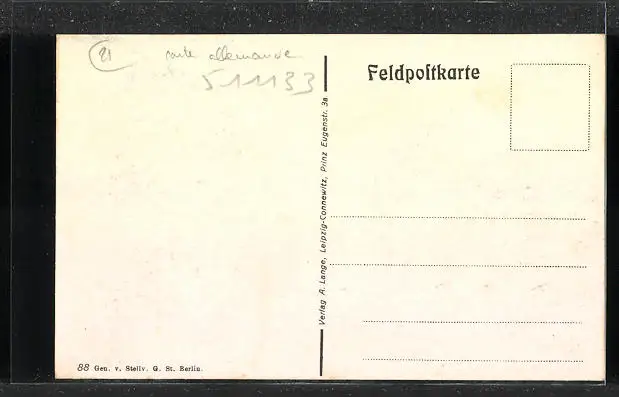 21 carte allemande
511133
Feldpoſtkarte
Verlag A. Lange, Leipzig-Connewitz, Prinz Eugenstr. 3a
88 Gen. v. Stellv. G. St. Berlin.